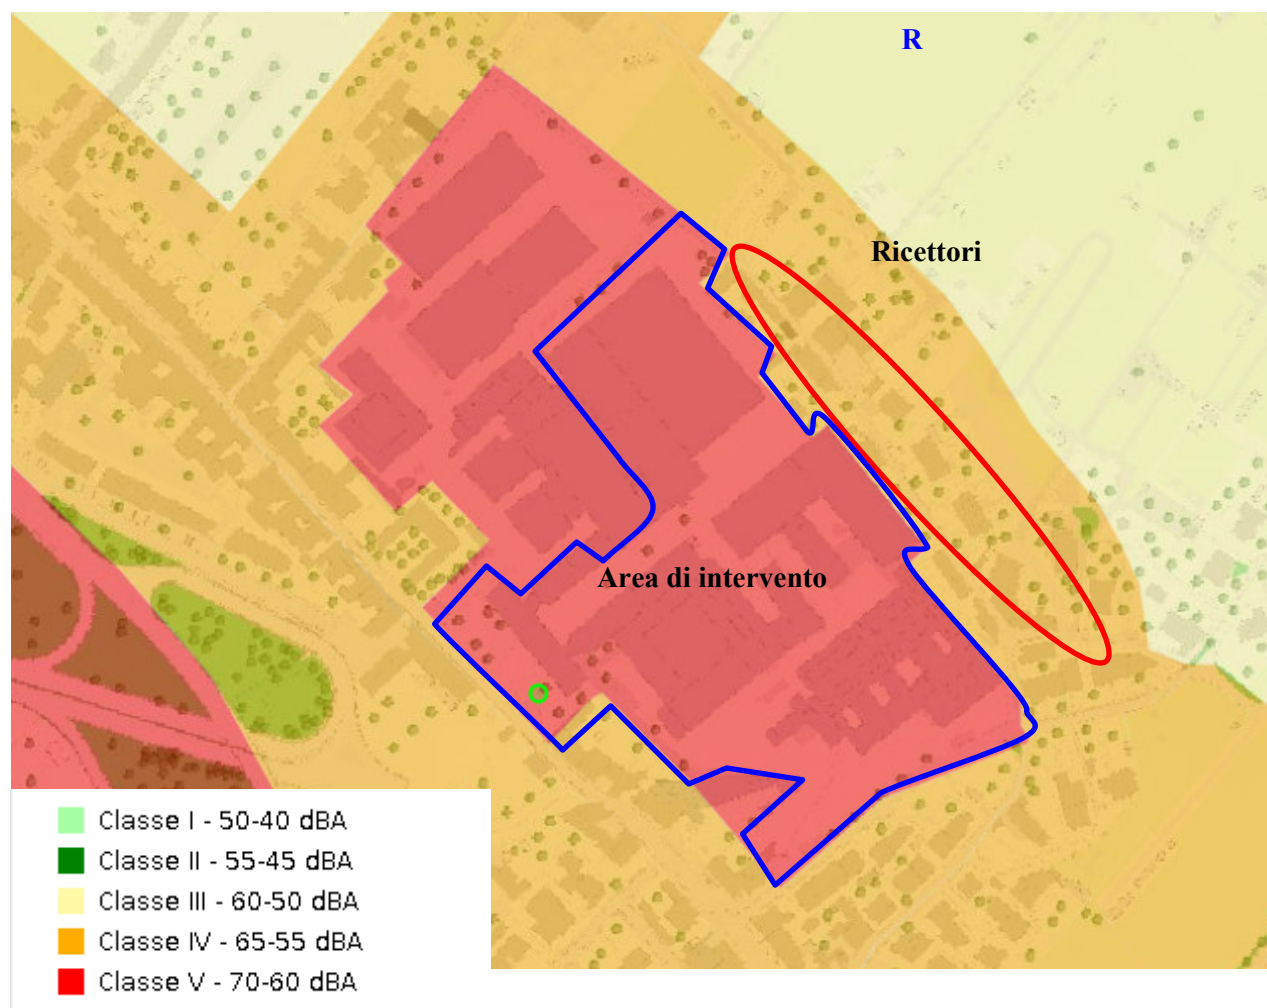 R
Ricettori
Area di intervento
Classe I - 50-40 dBA
Classe II - 55-45 dBA
Classe III - 60-50 dBA
Classe IV - 65-55 dBA
Classe V - 70-60 dBA